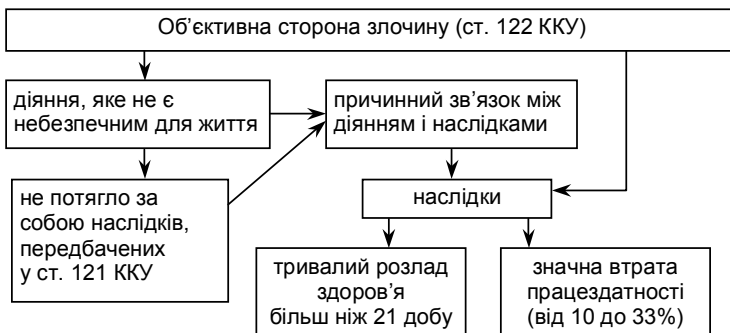 Об’єктивна сторона злочину (ст. 122 ККУ)
діяння, яке не є
небезпечним для життя
причинний зв’язок між
діянням і наслідками
не потягло за
собою наслідків,
передбачених
у ст. 121 ККУ
наслідки
тривалий розлад
здоров’я
більш ніж 21 добу
значна втрата
працездатності
(від 10 до 33%)